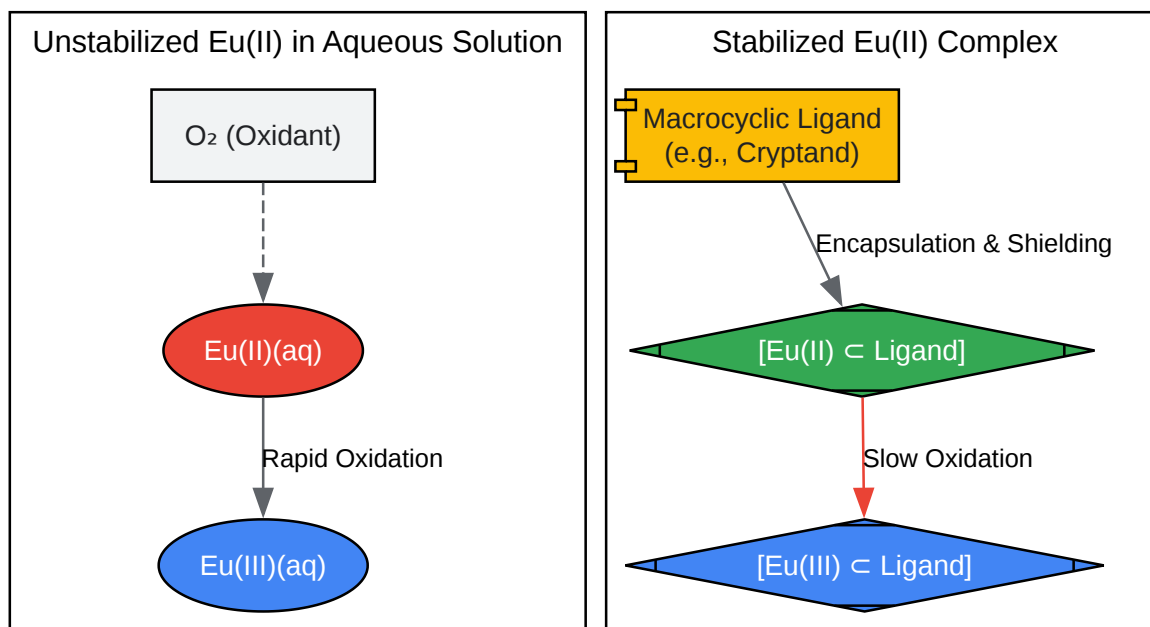 Unstabilized Eu(II) in Aqueous Solution
O₂ (Oxidant)
Eu(II)(aq)
Rapid Oxidation
Eu(III)(aq)
Stabilized Eu(II) Complex
Macrocyclic Ligand
(e.g., Cryptand)
Encapsulation & Shielding
[Eu(II) ⊂ Ligand]
Slow Oxidation
[Eu(III) ⊂ Ligand]